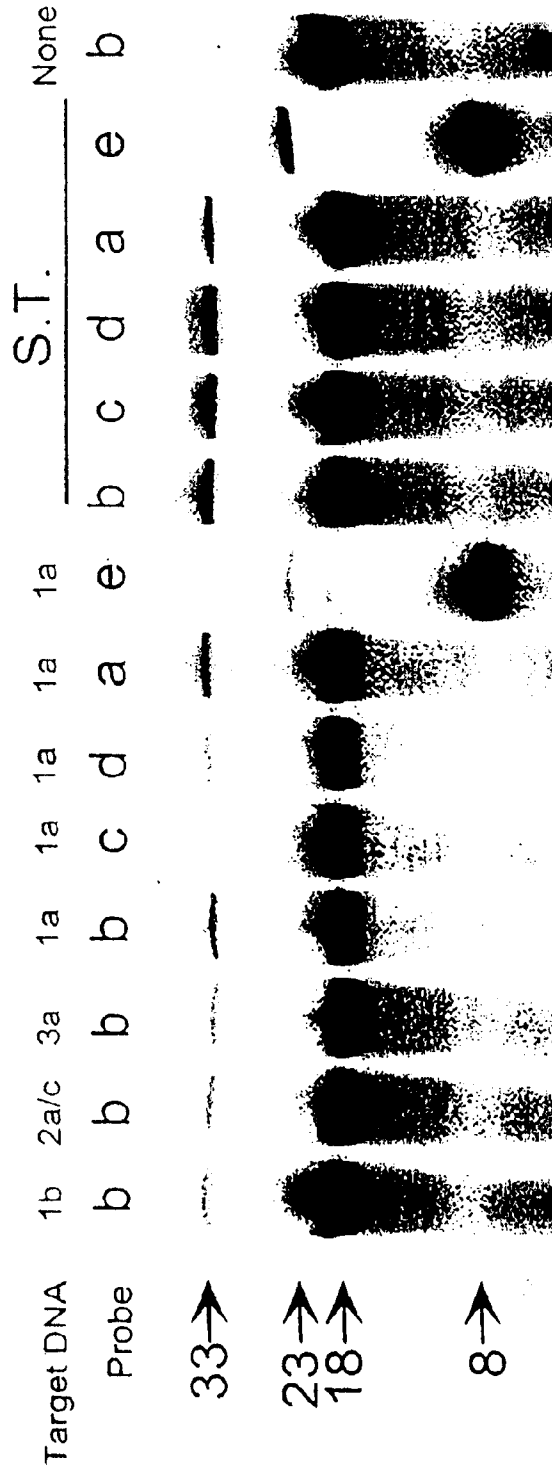 S.T.
Target DNA 1b 2a/c 3a 1a 1a 1a 1a 1a None
Probe b b b b c d a e b c d a e b
33→
23→
18→
8→